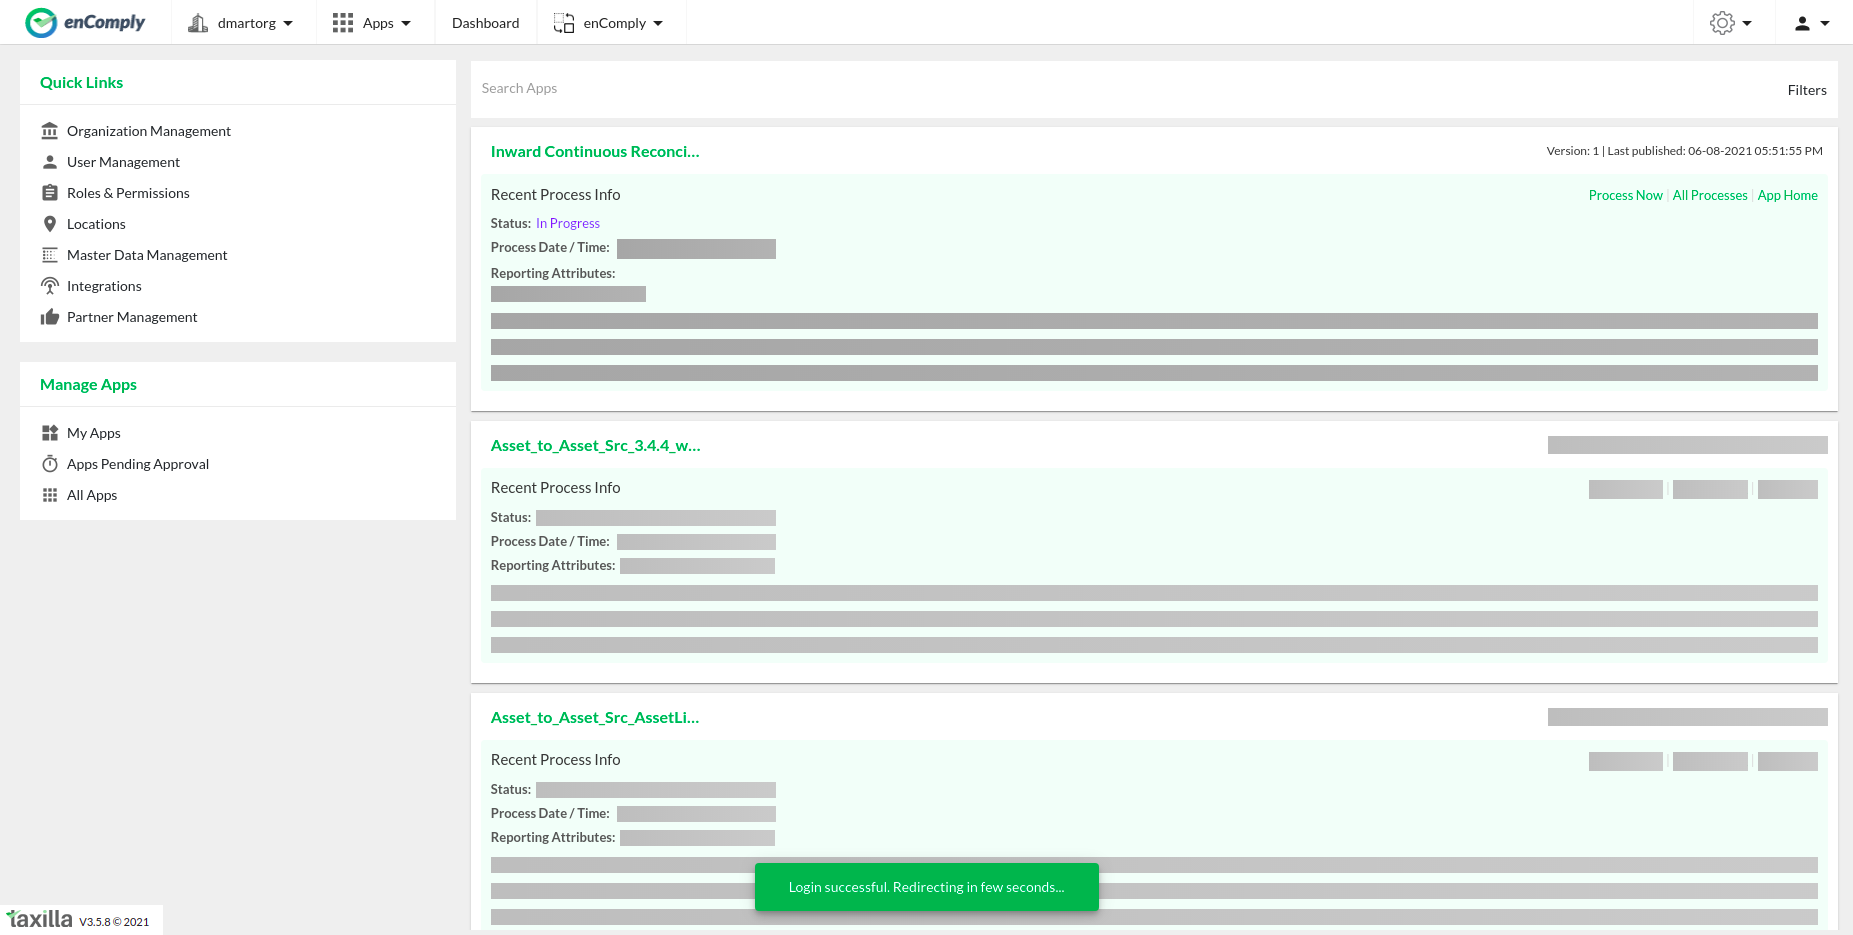 enComply
dmartorg
Apps
Dashboard
enComply
Quick Links
Organization Management
User Management
Roles & Permissions
Locations
Master Data Management
Integrations
Partner Management
Manage Apps
My Apps
Apps Pending Approval
All Apps
Search Apps
Filters
Inward Continuous Reconci...
Version: 1 | Last published: 06-08-2021 05:51:55 PM
Recent Process Info
Process Now | All Processes | App Home
Status: In Progress
Process Date / Time:
Reporting Attributes:
Asset_to_Asset_Src_3.4.4_w...
Recent Process Info
Status:
Process Date / Time:
Reporting Attributes:
Asset_to_Asset_Src_AssetLi...
Recent Process Info
Status:
Process Date / Time:
Reporting Attributes:
Login successful. Redirecting in few seconds...
taxilla V3.5.8 © 2021